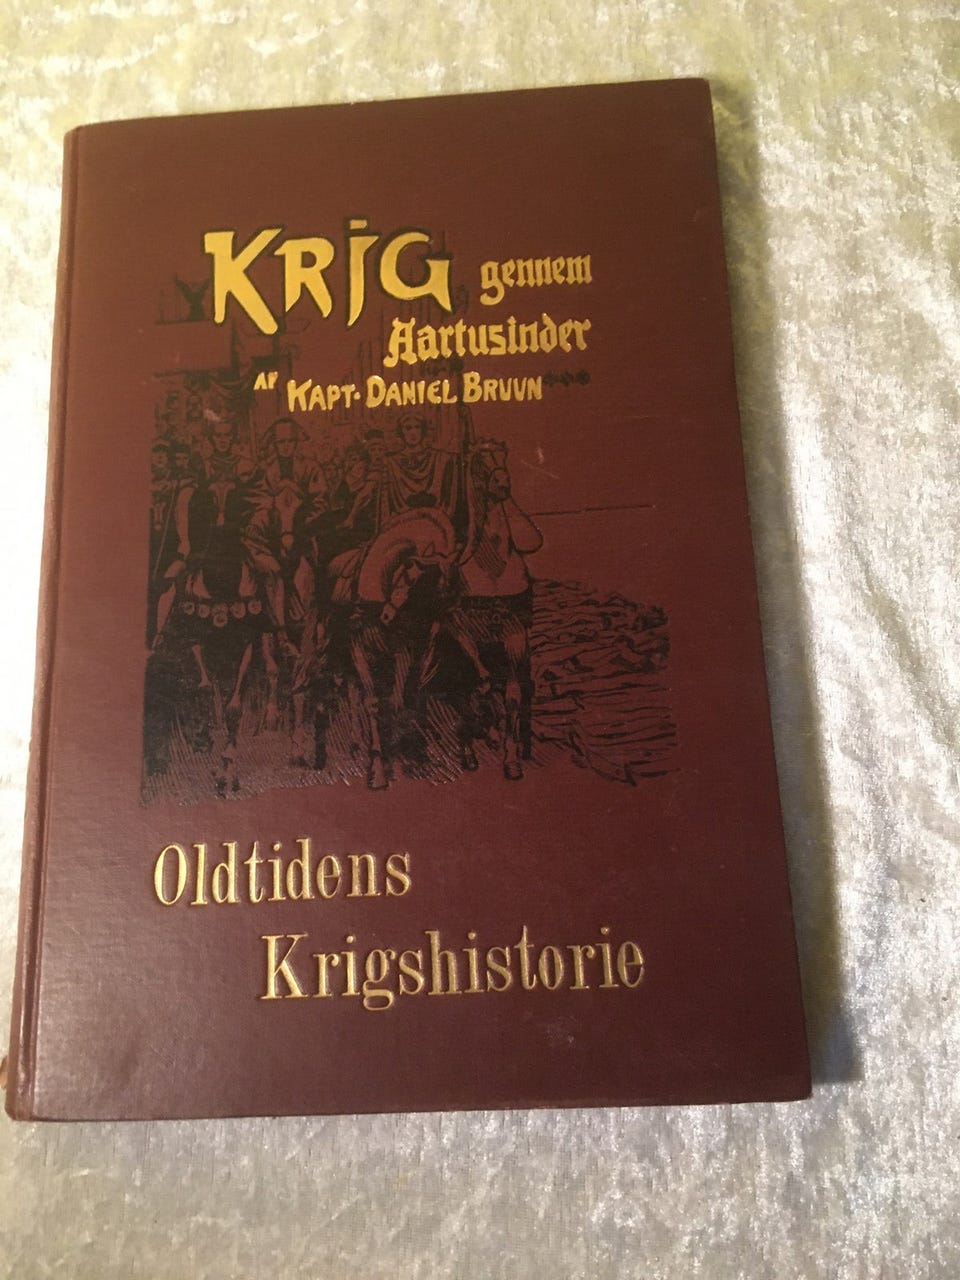 KRIG gennem
Aartusinder
AF KAPT. DANIEL BRUUN
Oldtidens
Krigshistorie